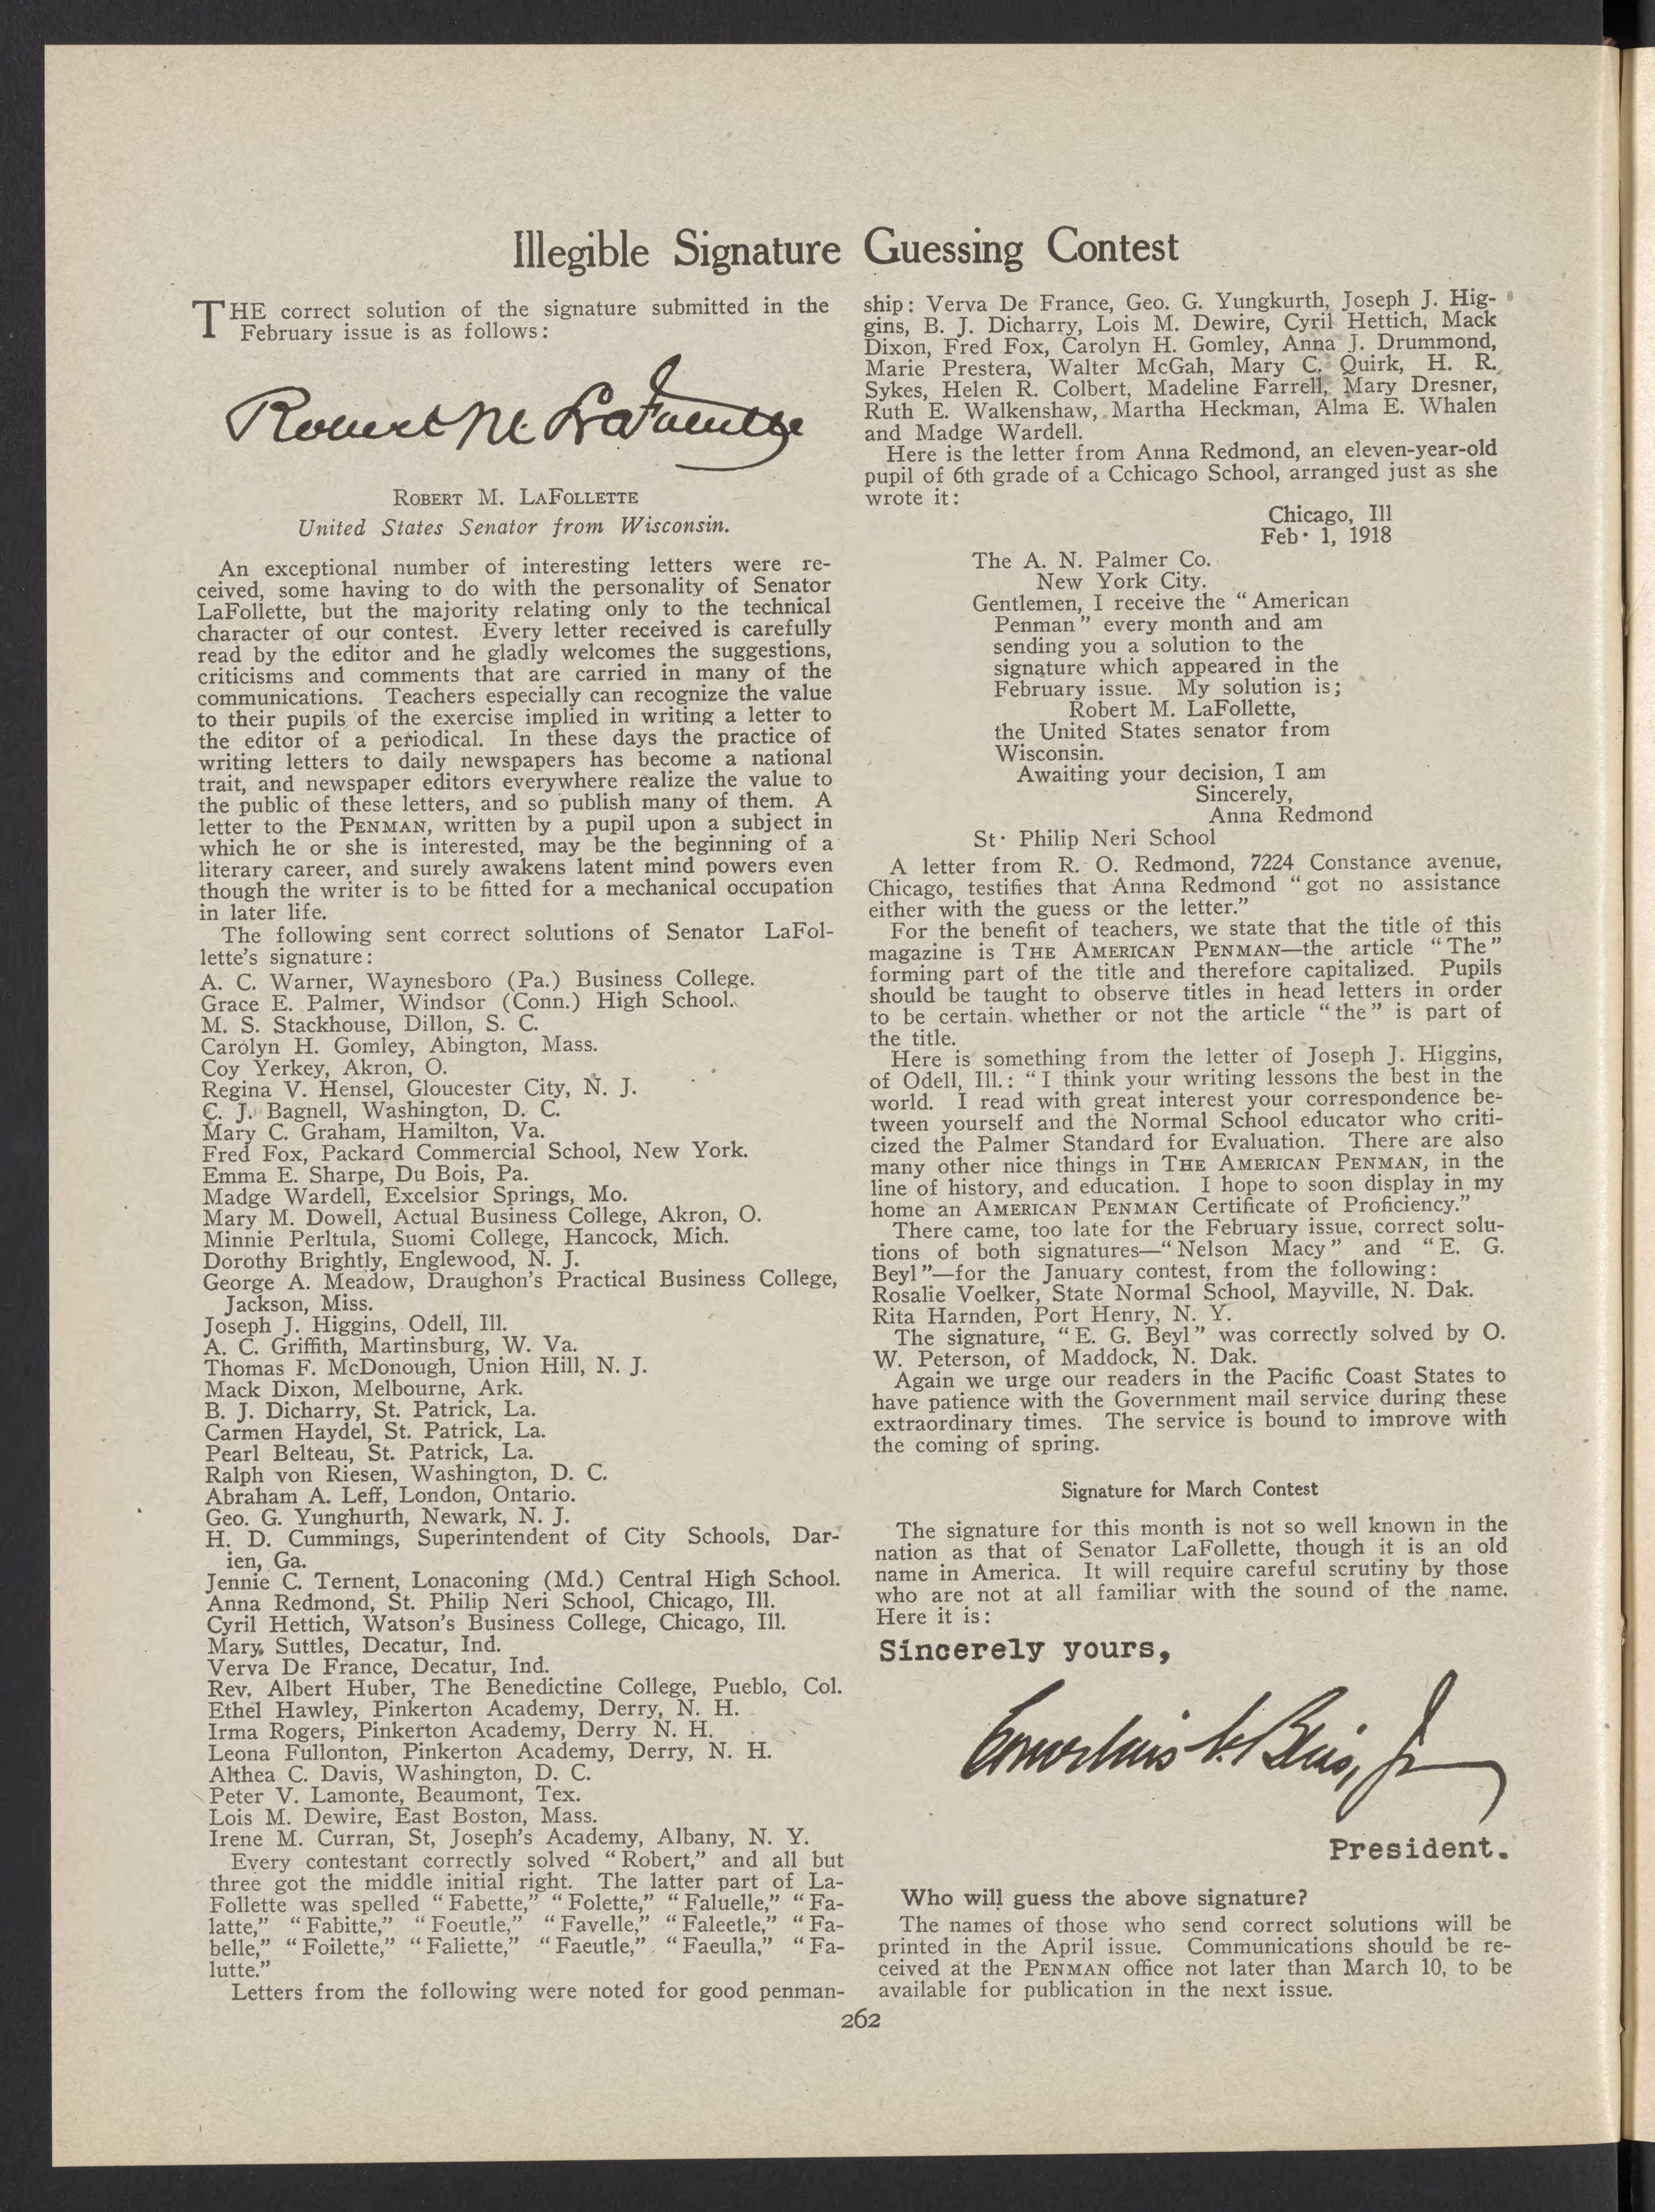 Illegible Signature Guessing Contest
THE correct solution of the signature submitted in the
February issue is as follows:
Robert M. LaFollette
ROBERT M. LAFOLLETTE
United States Senator from Wisconsin.
An exceptional number of interesting letters were re-
ceived, some having to do with the personality of Senator
LaFollette, but the majority relating only to the technical
character of our contest. Every letter received is carefully
read by the editor and he gladly welcomes the suggestions,
criticisms and comments that are carried in many of the
communications. Teachers especially can recognize the value
to their pupils of the exercise implied in writing a letter to
the editor of a periodical. In these days the practice of
writing letters to daily newspapers has become a national
trait, and newspaper editors everywhere realize the value to
the public of these letters, and so publish many of them. A
letter to the PENMAN, written by a pupil upon a subject in
which he or she is interested, may be the beginning of a
literary career, and surely awakens latent mind powers even
though the writer is to be fitted for a mechanical occupation
in later life.
The following sent correct solutions of Senator LaFol-
lette's signature:
A. C. Warner, Waynesboro (Pa.) Business College.
Grace E. Palmer, Windsor (Conn.) High School.
M. S. Stackhouse, Dillon, S. C.
Carolyn H. Gomley, Abington, Mass.
Coy Yerkey, Akron, O.
Regina V. Hensel, Gloucester City, N. J.
C. J. Bagnell, Washington, D. C.
Mary C. Graham, Hamilton, Va.
Fred Fox, Packard Commercial School, New York.
Emma E. Sharpe, Du Bois, Pa.
Madge Wardell, Excelsior Springs, Mo.
Mary M. Dowell, Actual Business College, Akron, O.
Minnie Perltula, Suomi College, Hancock, Mich.
Dorothy Brightly, Englewood, N. J.
George A. Meadow, Draughon's Practical Business College,
Jackson, Miss.
Joseph J. Higgins, Odell, Ill.
A. C. Griffith, Martinsburg, W. Va.
Thomas F. McDonough, Union Hill, N. J.
Mack Dixon, Melbourne, Ark.
B. J. Dicharry, St. Patrick, La.
Carmen Haydel, St. Patrick, La.
Pearl Belteau, St. Patrick, La.
Ralph von Riesen, Washington, D. C.
Abraham A. Leff, London, Ontario.
Geo. G. Yunghurth, Newark, N. J.
H. D. Cummings, Superintendent of City Schools, Dar-
ien, Ga.
Jennie C. Ternent, Lonaconing (Md.) Central High School.
Anna Redmond, St. Philip Neri School, Chicago, Ill.
Cyril Hettich, Watson's Business College, Chicago, Ill.
Mary Suttles, Decatur, Ind.
Verva De France, Decatur, Ind.
Rev. Albert Huber, The Benedictine College, Pueblo, Col.
Ethel Hawley, Pinkerton Academy, Derry, N. H.
Irma Rogers, Pinkerton Academy, Derry N. H.
Leona Fullonton, Pinkerton Academy, Derry, N. H.
Althea C. Davis, Washington, D. C.
Peter V. Lamonte, Beaumont, Tex.
Lois M. Dewire, East Boston, Mass.
Irene M. Curran, St, Joseph's Academy, Albany, N. Y.
Every contestant correctly solved "Robert," and all but
three got the middle initial right. The latter part of La-
Follette was spelled "Fabette," "Folette," "Faluelle," "Fa-
latte," "Fabitte," "Foeutle," "Favelle," "Faleetle," "Fa-
belle," "Foilette," "Faliette," "Faeutle," "Faeulla," "Fa-
lutte."
Letters from the following were noted for good penman-
ship: Verva De France, Geo. G. Yungkurth, Joseph J. Hig-
gins, B. J. Dicharry, Lois M. Dewire, Cyril Hettich, Mack
Dixon, Fred Fox, Carolyn H. Gomley, Anna J. Drummond,
Marie Prestera, Walter McGah, Mary C. Quirk, H. R.
Sykes, Helen R. Colbert, Madeline Farrell, Mary Dresner,
Ruth E. Walkenshaw, Martha Heckman, Alma E. Whalen
and Madge Wardell.
Here is the letter from Anna Redmond, an eleven-year-old
pupil of 6th grade of a Cchicago School, arranged just as she
wrote it:
Chicago, Ill
Feb· 1, 1918
The A. N. Palmer Co.
New York City.
Gentlemen, I receive the "American
Penman" every month and am
sending you a solution to the
signature which appeared in the
February issue. My solution is;
Robert M. LaFollette,
the United States senator from
Wisconsin.
Awaiting your decision, I am
Sincerely,
Anna Redmond
St· Philip Neri School
A letter from R. O. Redmond, 7224 Constance avenue,
Chicago, testifies that Anna Redmond "got no assistance
either with the guess or the letter."
For the benefit of teachers, we state that the title of this
magazine is THE AMERICAN PENMAN—the article "The"
forming part of the title and therefore capitalized. Pupils
should be taught to observe titles in head letters in order
to be certain whether or not the article "the" is part of
the title.
Here is something from the letter of Joseph J. Higgins,
of Odell, Ill.: "I think your writing lessons the best in the
world. I read with great interest your correspondence be-
tween yourself and the Normal School educator who criti-
cized the Palmer Standard for Evaluation. There are also
many other nice things in THE AMERICAN PENMAN, in the
line of history, and education. I hope to soon display in my
home an AMERICAN PENMAN Certificate of Proficiency."
There came, too late for the February issue, correct solu-
tions of both signatures—"Nelson Macy" and "E. G.
Beyl"—for the January contest, from the following:
Rosalie Voelker, State Normal School, Mayville, N. Dak.
Rita Harnden, Port Henry, N. Y.
The signature, "E. G. Beyl" was correctly solved by O.
W. Peterson, of Maddock, N. Dak.
Again we urge our readers in the Pacific Coast States to
have patience with the Government mail service during these
extraordinary times. The service is bound to improve with
the coming of spring.
Signature for March Contest
The signature for this month is not so well known in the
nation as that of Senator LaFollette, though it is an old
name in America. It will require careful scrutiny by those
who are not at all familiar with the sound of the name.
Here it is:
Sincerely yours,
President.
Who will guess the above signature?
The names of those who send correct solutions will be
printed in the April issue. Communications should be re-
ceived at the PENMAN office not later than March 10, to be
available for publication in the next issue.
262